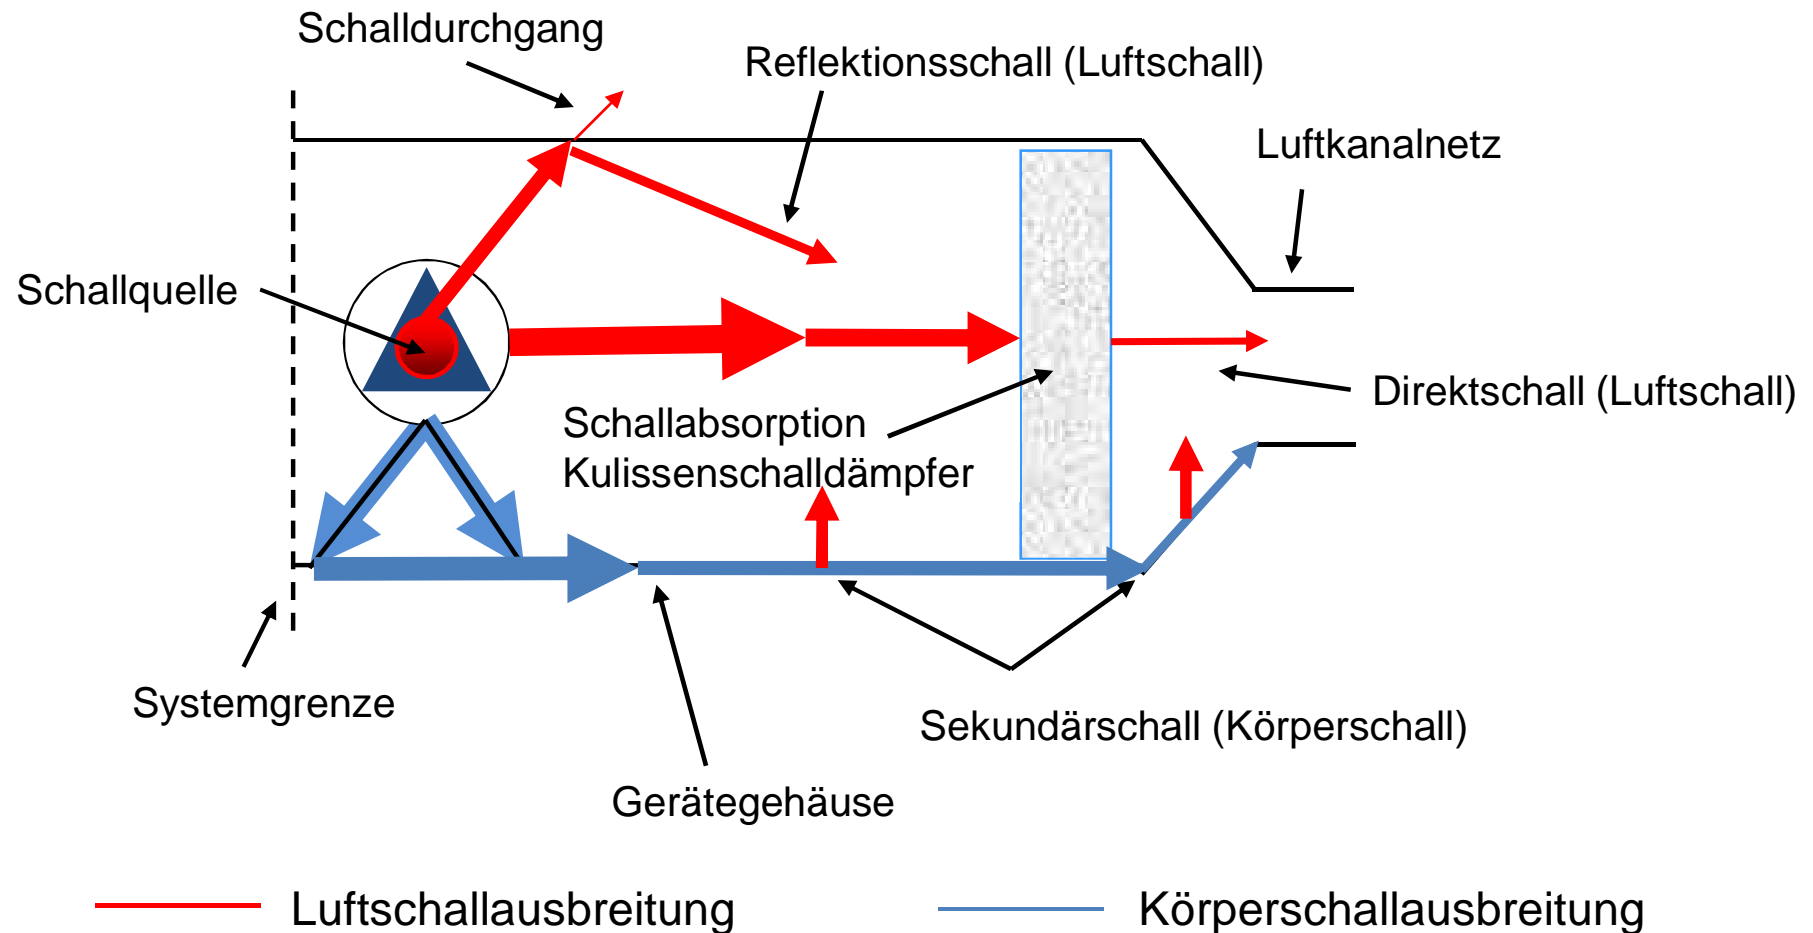 Schalldurchgang
Reflektionsschall (Luftschall)
Luftkanalnetz
Schallquelle
Direktschall (Luftschall)
Schallabsorption
Kulissenschalldämpfer
Systemgrenze
Sekundärschall (Körperschall)
Gerätegehäuse
Luftschallausbreitung
Körperschallausbreitung